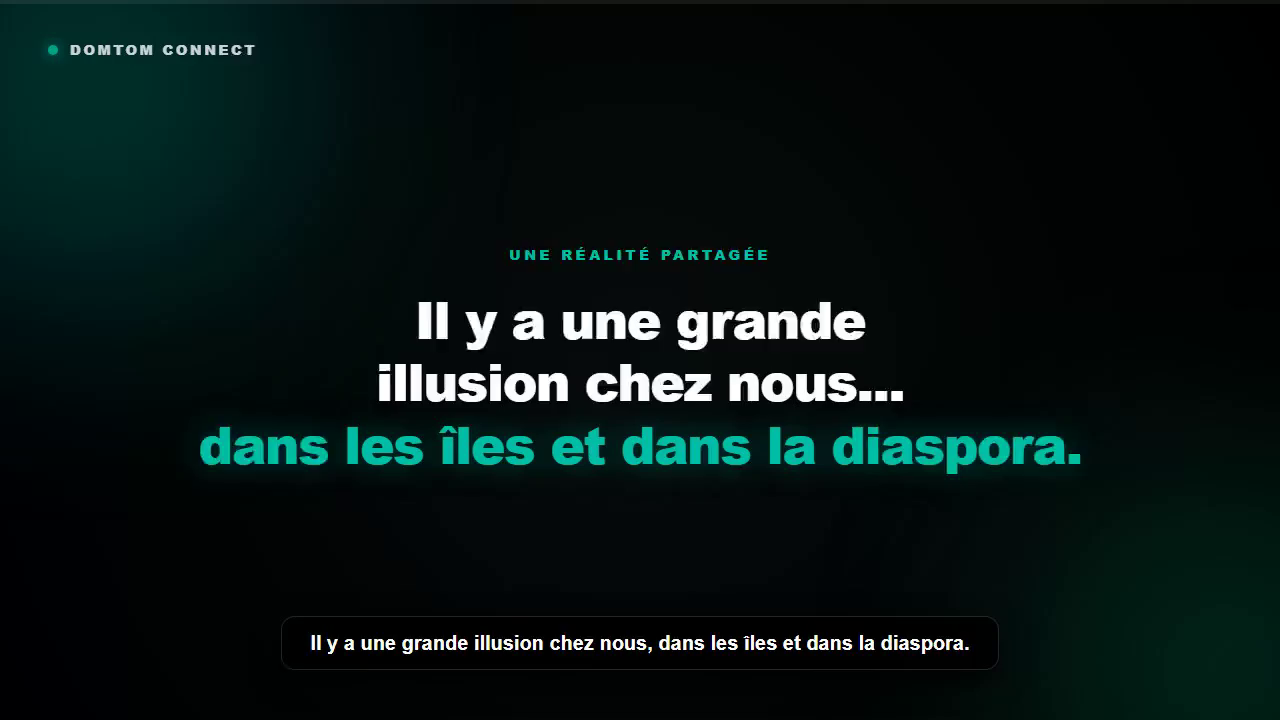 DOMTOM CONNECT
UNE RÉALITÉ PARTAGÉE
Il y a une grande
illusion chez nous...
dans les îles et dans la diaspora.
Il y a une grande illusion chez nous, dans les îles et dans la diaspora.